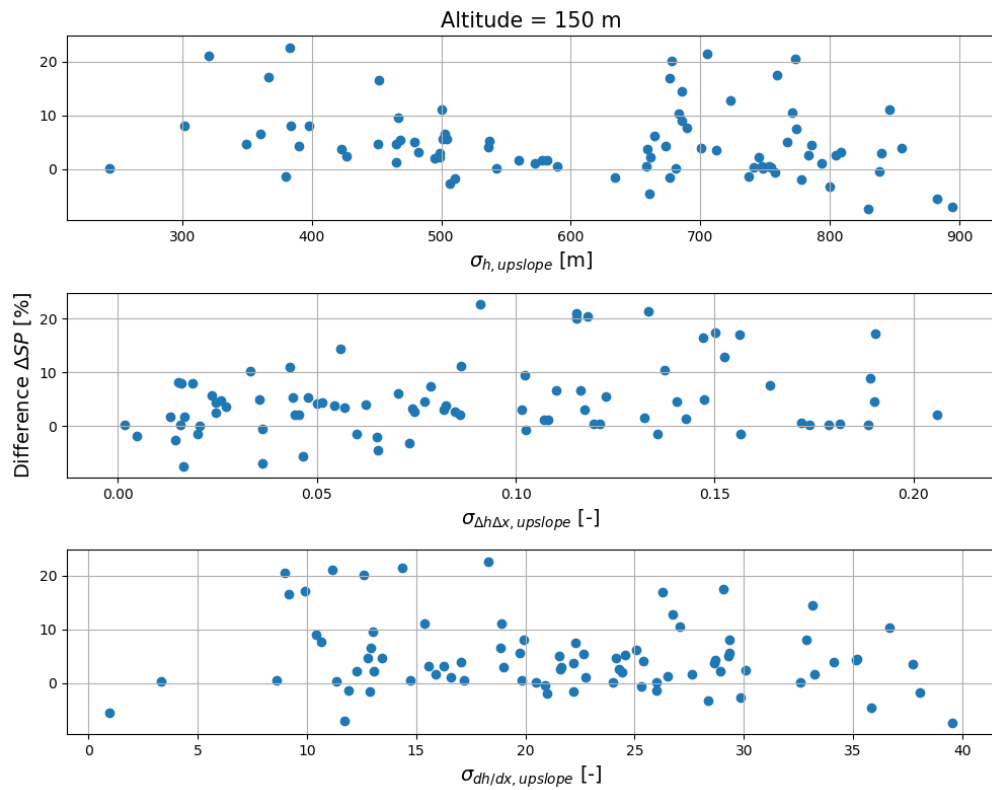 Altitude = 150 m
20
10
0
300 400 500 600 700 800 900
σh, upslope [m]
Difference ΔSP [%]
20
10
0
0.00 0.05 0.10 0.15 0.20
σΔhΔx, upslope [-]
20
10
0
0 5 10 15 20 25 30 35 40
σdh/dx, upslope [-]